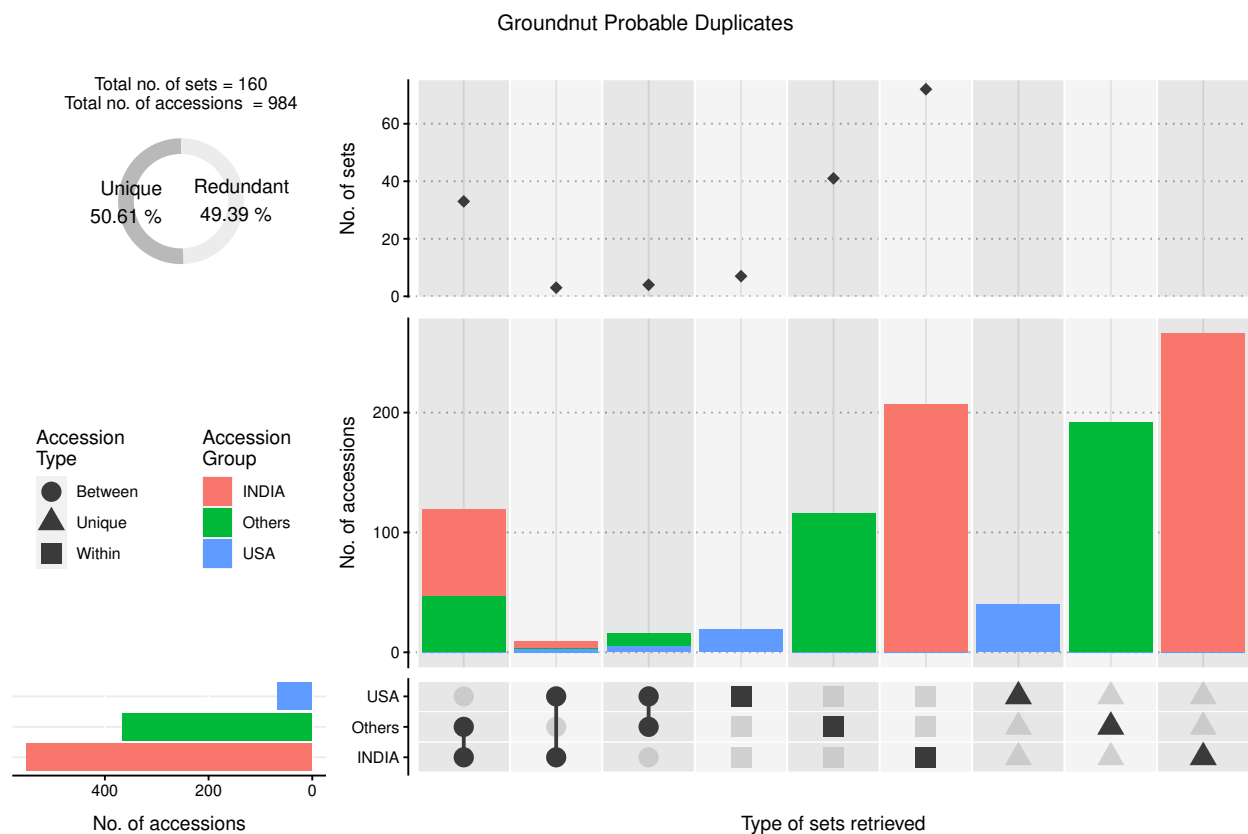 Groundnut Probable Duplicates
Total no. of sets = 160
Total no. of accessions  = 984
Unique
50.61 %
Redundant
49.39 %
No. of sets
60
40
20
0
No. of accessions
200
100
0
Accession
Type
Between
Unique
Within
Accession
Group
INDIA
Others
USA
USA
Others
INDIA
400
200
0
No. of accessions
Type of sets retrieved